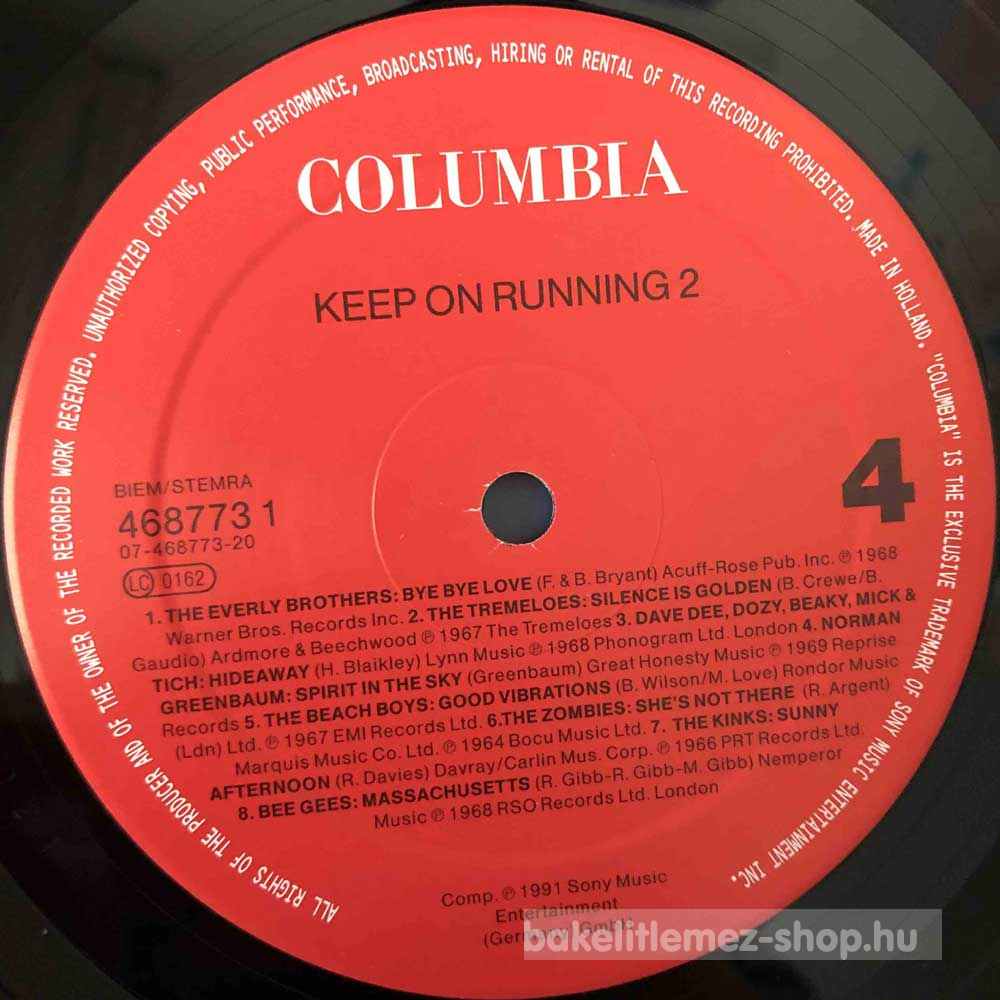 ALL RIGHTS OF THE PRODUCER AND OF THE OWNER OF THE RECORDED WORK RESERVED. UNAUTHORIZED COPYING, PUBLIC PERFORMANCE, BROADCASTING, HIRING OR RENTAL OF THIS RECORDING PROHIBITED. MADE IN HOLLAND. "COLUMBIA" IS THE EXCLUSIVE TRADEMARK OF SONY MUSIC ENTERTAINMENT INC.
COLUMBIA
KEEP ON RUNNING 2
BIEM/STEMRA
468773 1
07-468773-20
LC 0162
4
1. THE EVERLY BROTHERS: BYE BYE LOVE (F. & B. Bryant) Acuff-Rose Pub. Inc. ℗ 1968
Warner Bros. Records Inc. 2. THE TREMELOES: SILENCE IS GOLDEN (B. Crewe/B.
Gaudio) Ardmore & Beechwood ℗ 1967 The Tremeloes 3. DAVE DEE, DOZY, BEAKY, MICK &
TICH: HIDEAWAY (H. Blaikley) Lynn Music ℗ 1968 Phonogram Ltd. London 4. NORMAN
GREENBAUM: SPIRIT IN THE SKY (Greenbaum) Great Honesty Music ℗ 1969 Reprise
Records 5. THE BEACH BOYS: GOOD VIBRATIONS (B. Wilson/M. Love) Rondor Music
(Ldn) Ltd. ℗ 1967 EMI Records Ltd. 6.THE ZOMBIES: SHE'S NOT THERE (R. Argent)
Marquis Music Co. Ltd. ℗ 1964 Bocu Music Ltd. 7. THE KINKS: SUNNY
AFTERNOON (R. Davies) Davray/Carlin Mus. Corp. ℗ 1966 PRT Records Ltd.
8. BEE GEES: MASSACHUSETTS (R. Gibb-R. Gibb-M. Gibb) Nemperor
Music ℗ 1968 RSO Records Ltd. London
Comp. ℗ 1991 Sony Music
Entertainment
(Germany) GmbH
bakelitlemez-shop.hu